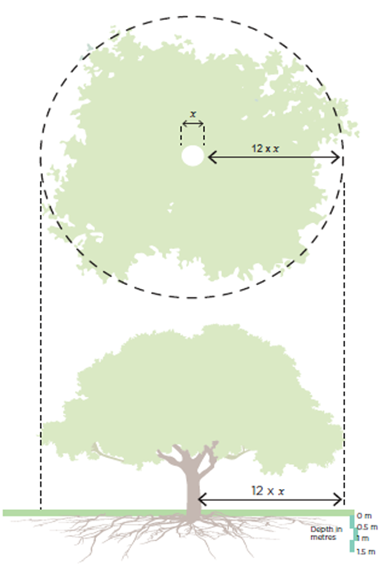 x
12 x x
12 x x
0 m
Depth in
0.5 m
metres
1 m
1.5 m